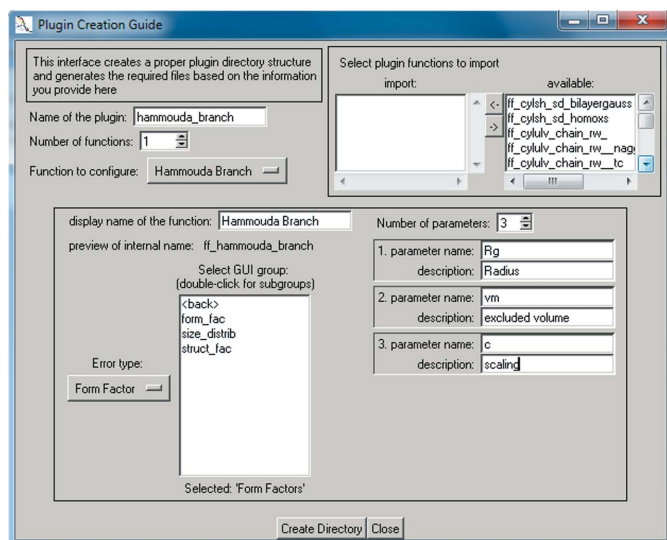 Plugin Creation Guide
This interface creates a proper plugin directory structure
and generates the required files based on the information
you provide here
Name of the plugin: hammouda_branch
Number of functions: 1
Function to configure: Hammouda Branch
Select plugin functions to import
import:
available:
<-
->
ff_cylsh_sd_bilayergauss
ff_cylsh_sd_homoxs
ff_cylulv_chain_rw_
ff_cylulv_chain_rw__nag
ff_cylulv_chain_rw__tc
display name of the function: Hammouda Branch
preview of internal name: ff_hammouda_branch
Select GUI group:
(double-click for subgroups)
<back>
form_fac
size_distrib
struct_fac
Error type:
Form Factor
Selected: 'Form Factors'
Number of parameters: 3
1. parameter name: Rg
description: Radius
2. parameter name: vm
description: excluded volume
3. parameter name: c
description: scaling
Create Directory
Close